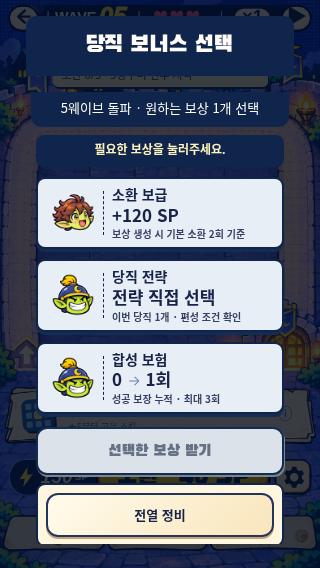 WAVE 05
×1
당직 보너스 선택
5웨이브 돌파 · 원하는 보상 1개 선택
필요한 보상을 눌러주세요.
소환 보급
+120 SP
보상 생성 시 기본 소환 2회 기준
당직 전략
전략 직접 선택
이번 당직 1개 · 편성 조건 확인
합성 보험
0 → 1회
성공 보장 누적 · 최대 3회
선택한 보상 받기
전열 정비